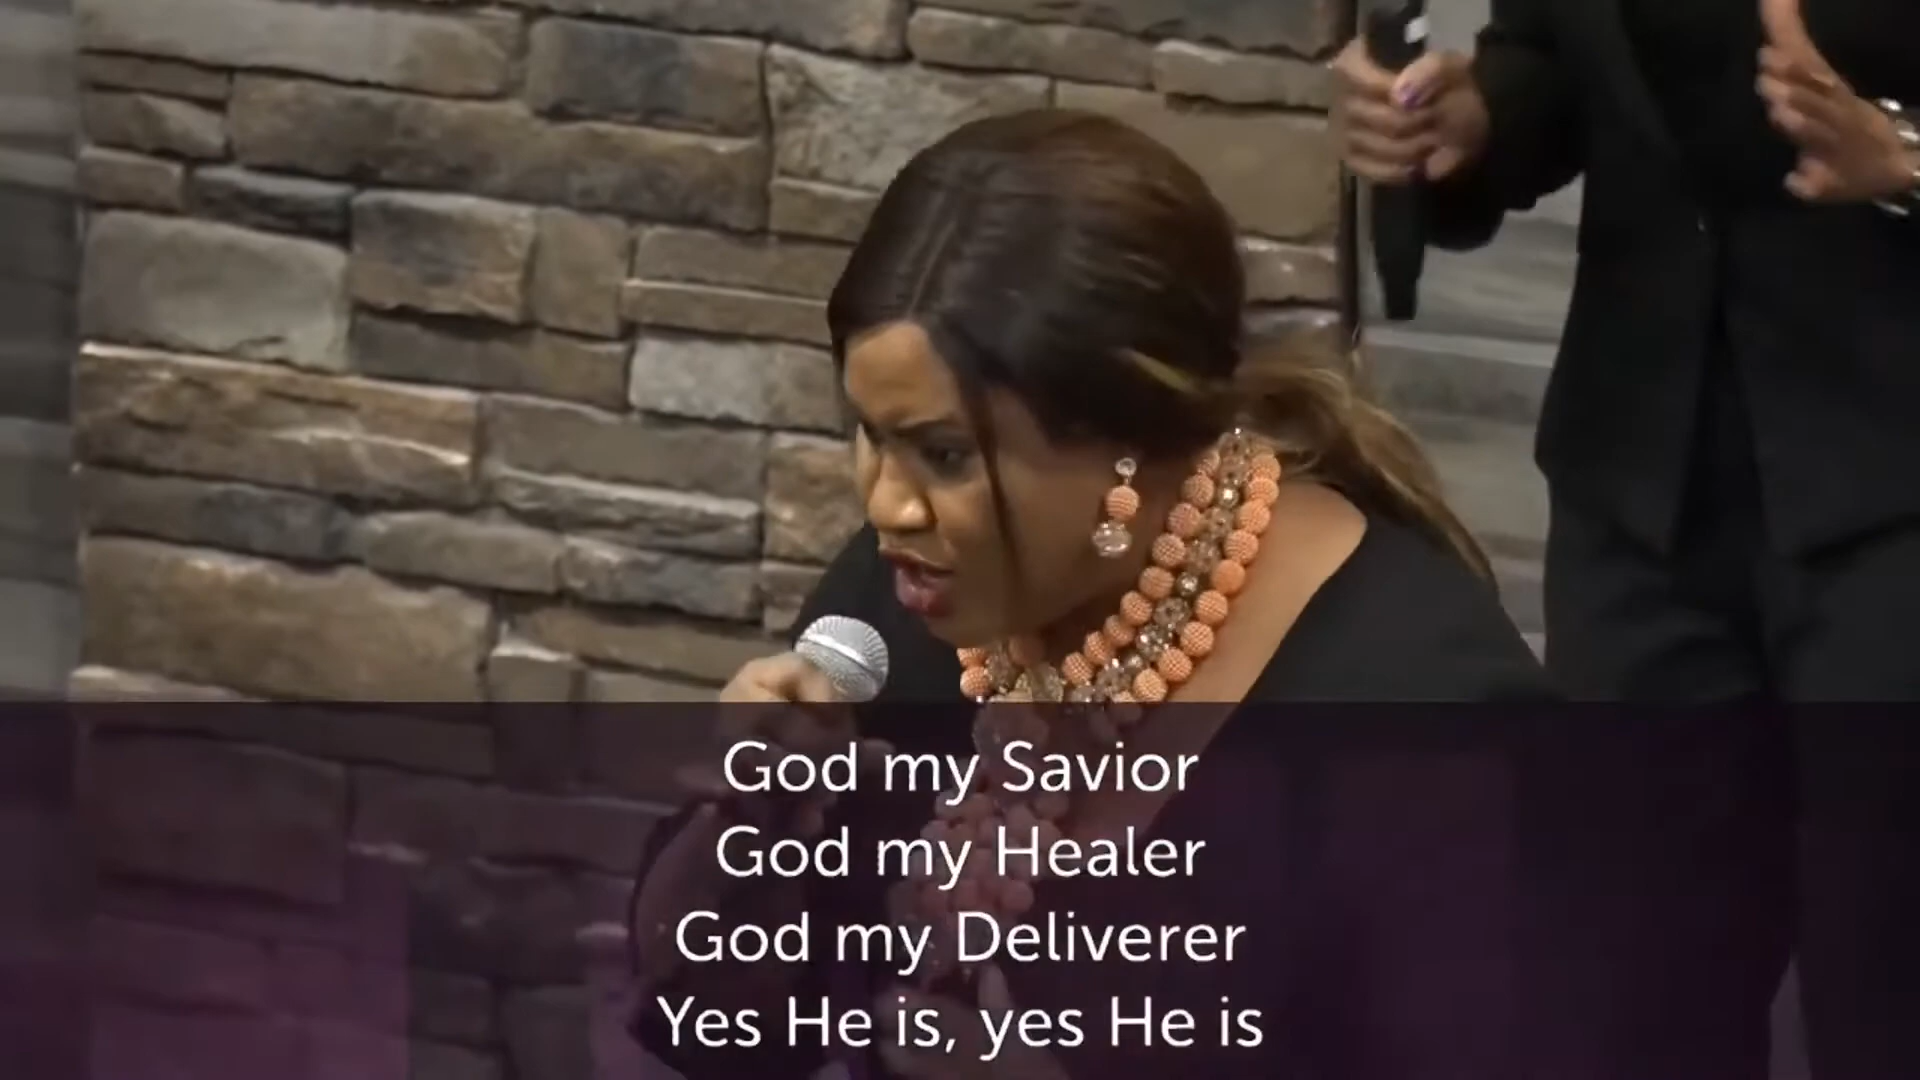 God my Savior
God my Healer
God my Deliverer
Yes He is, yes He is